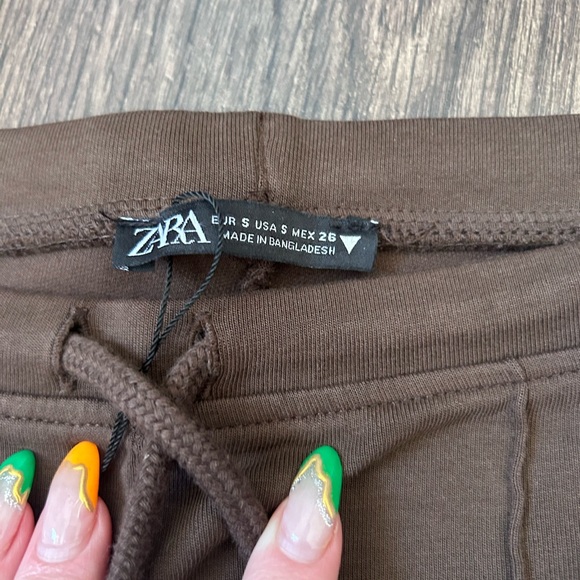 ZARA
EUR S USA S MEX 26
MADE IN BANGLADESH